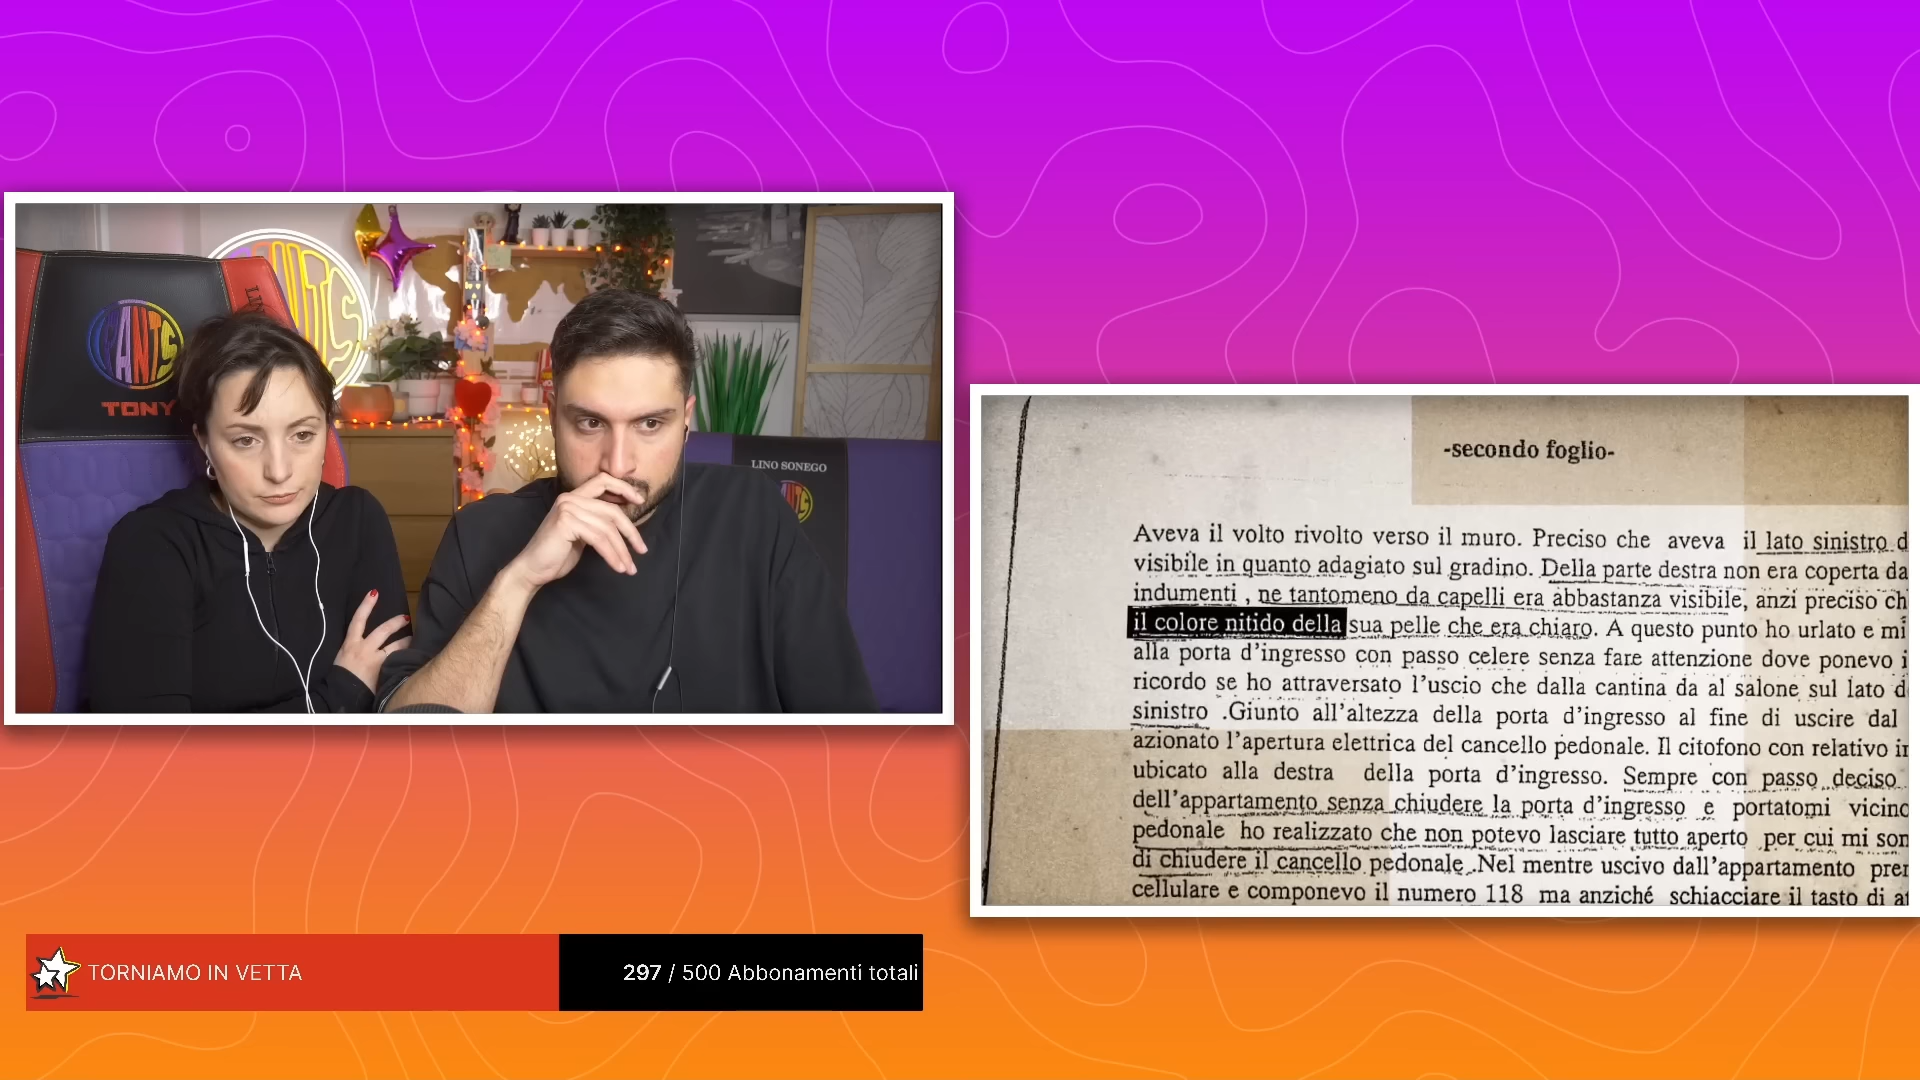 PANTS
TONY
LINO SONEGO
-secondo foglio-
Aveva il volto rivolto verso il muro. Preciso che aveva il lato sinistro d
visibile in quanto adagiato sul gradino. Della parte destra non era coperta da
indumenti , ne tantomeno da capelli era abbastanza visibile, anzi preciso ch
il colore nitido della sua pelle che era chiaro. A questo punto ho urlato e mi
alla porta d'ingresso con passo celere senza fare attenzione dove ponevo i
ricordo se ho attraversato l'uscio che dalla cantina da al salone sul lato d
sinistro .Giunto all'altezza della porta d'ingresso al fine di uscire dal
azionato l'apertura elettrica del cancello pedonale. Il citofono con relativo in
ubicato alla destra della porta d'ingresso. Sempre con passo deciso
dell'appartamento senza chiudere la porta d'ingresso e portatomi vicino
pedonale ho realizzato che non potevo lasciare tutto aperto per cui mi son
di chiudere il cancello pedonale. Nel mentre uscivo dall'appartamento pren
cellulare e componevo il numero 118 ma anziché schiacciare il tasto di a
TORNIAMO IN VETTA
297 / 500 Abbonamenti totali